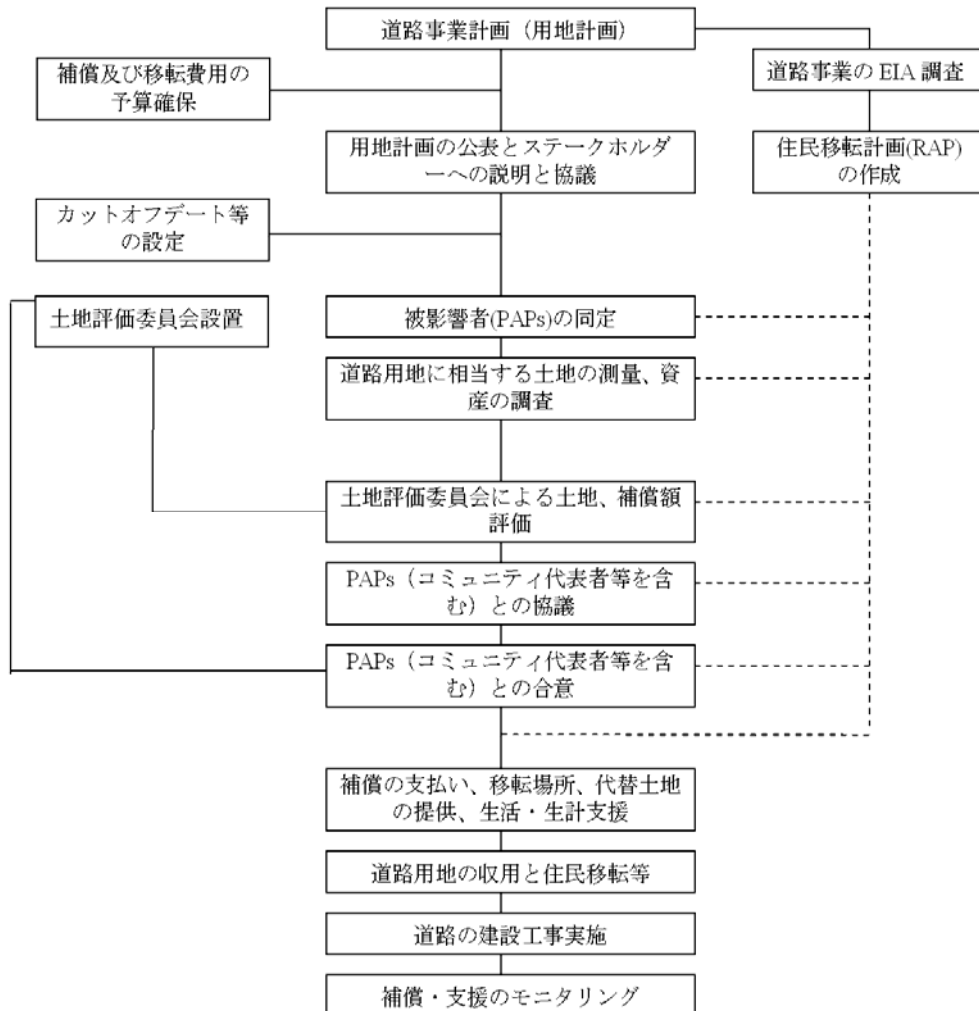 道路事業計画（用地計画）
補償及び移転費用の
予算確保
道路事業の EIA 調査
用地計画の公表とステークホルダ
ーへの説明と協議
住民移転計画(RAP)
の作成
カットオフデート等
の設定
土地評価委員会設置
被影響者(PAPs)の同定
道路用地に相当する土地の測量、資
産の調査
土地評価委員会による土地、補償額
評価
PAPs（コミュニティ代表者等を含
む）との協議
PAPs（コミュニティ代表者等を含
む）との合意
補償の支払い、移転場所、代替土地
の提供、生活・生計支援
道路用地の収用と住民移転等
道路の建設工事実施
補償・支援のモニタリング